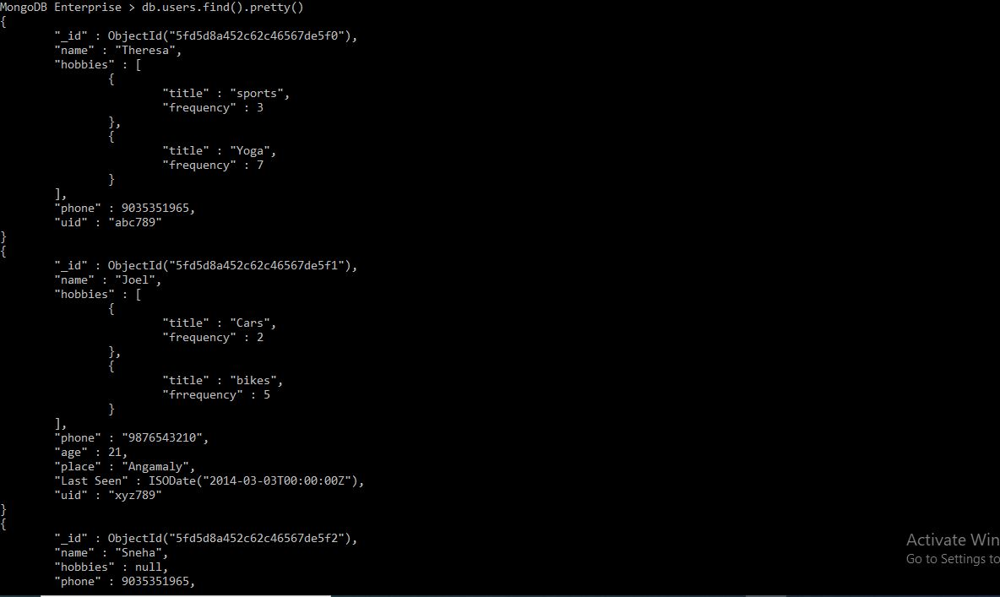 MongoDB Enterprise > db.users.find().pretty()
{
        "_id" : ObjectId("5fd5d8a452c62c46567de5f0"),
        "name" : "Theresa",
        "hobbies" : [
                {
                        "title" : "sports",
                        "frequency" : 3
                },
                {
                        "title" : "Yoga",
                        "frequency" : 7
                }
        ],
        "phone" : 9035351965,
        "uid" : "abc789"
}
{
        "_id" : ObjectId("5fd5d8a452c62c46567de5f1"),
        "name" : "Joel",
        "hobbies" : [
                {
                        "title" : "Cars",
                        "frequency" : 2
                },
                {
                        "title" : "bikes",
                        "frrequency" : 5
                }
        ],
        "phone" : "9876543210",
        "age" : 21,
        "place" : "Angamaly",
        "Last Seen" : ISODate("2014-03-03T00:00:00Z"),
        "uid" : "xyz789"
}
{
        "_id" : ObjectId("5fd5d8a452c62c46567de5f2"),
        "name" : "Sneha",
        "hobbies" : null,
        "phone" : 9035351965,
Activate Win
Go to Settings to